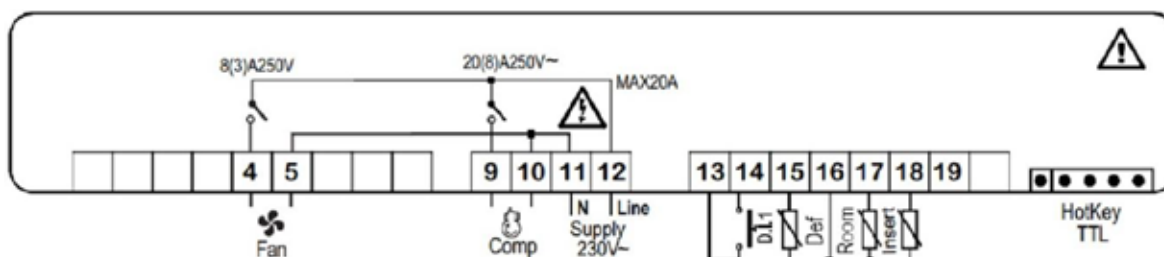 8(3)A250V 20(8)A250V~
MAX20A
4 5 9 10 11 12 13 14 15 16 17 18 19
N Line
Fan Comp Supply
230V~
D.I.1 Def Room Insert
HotKey
TTL